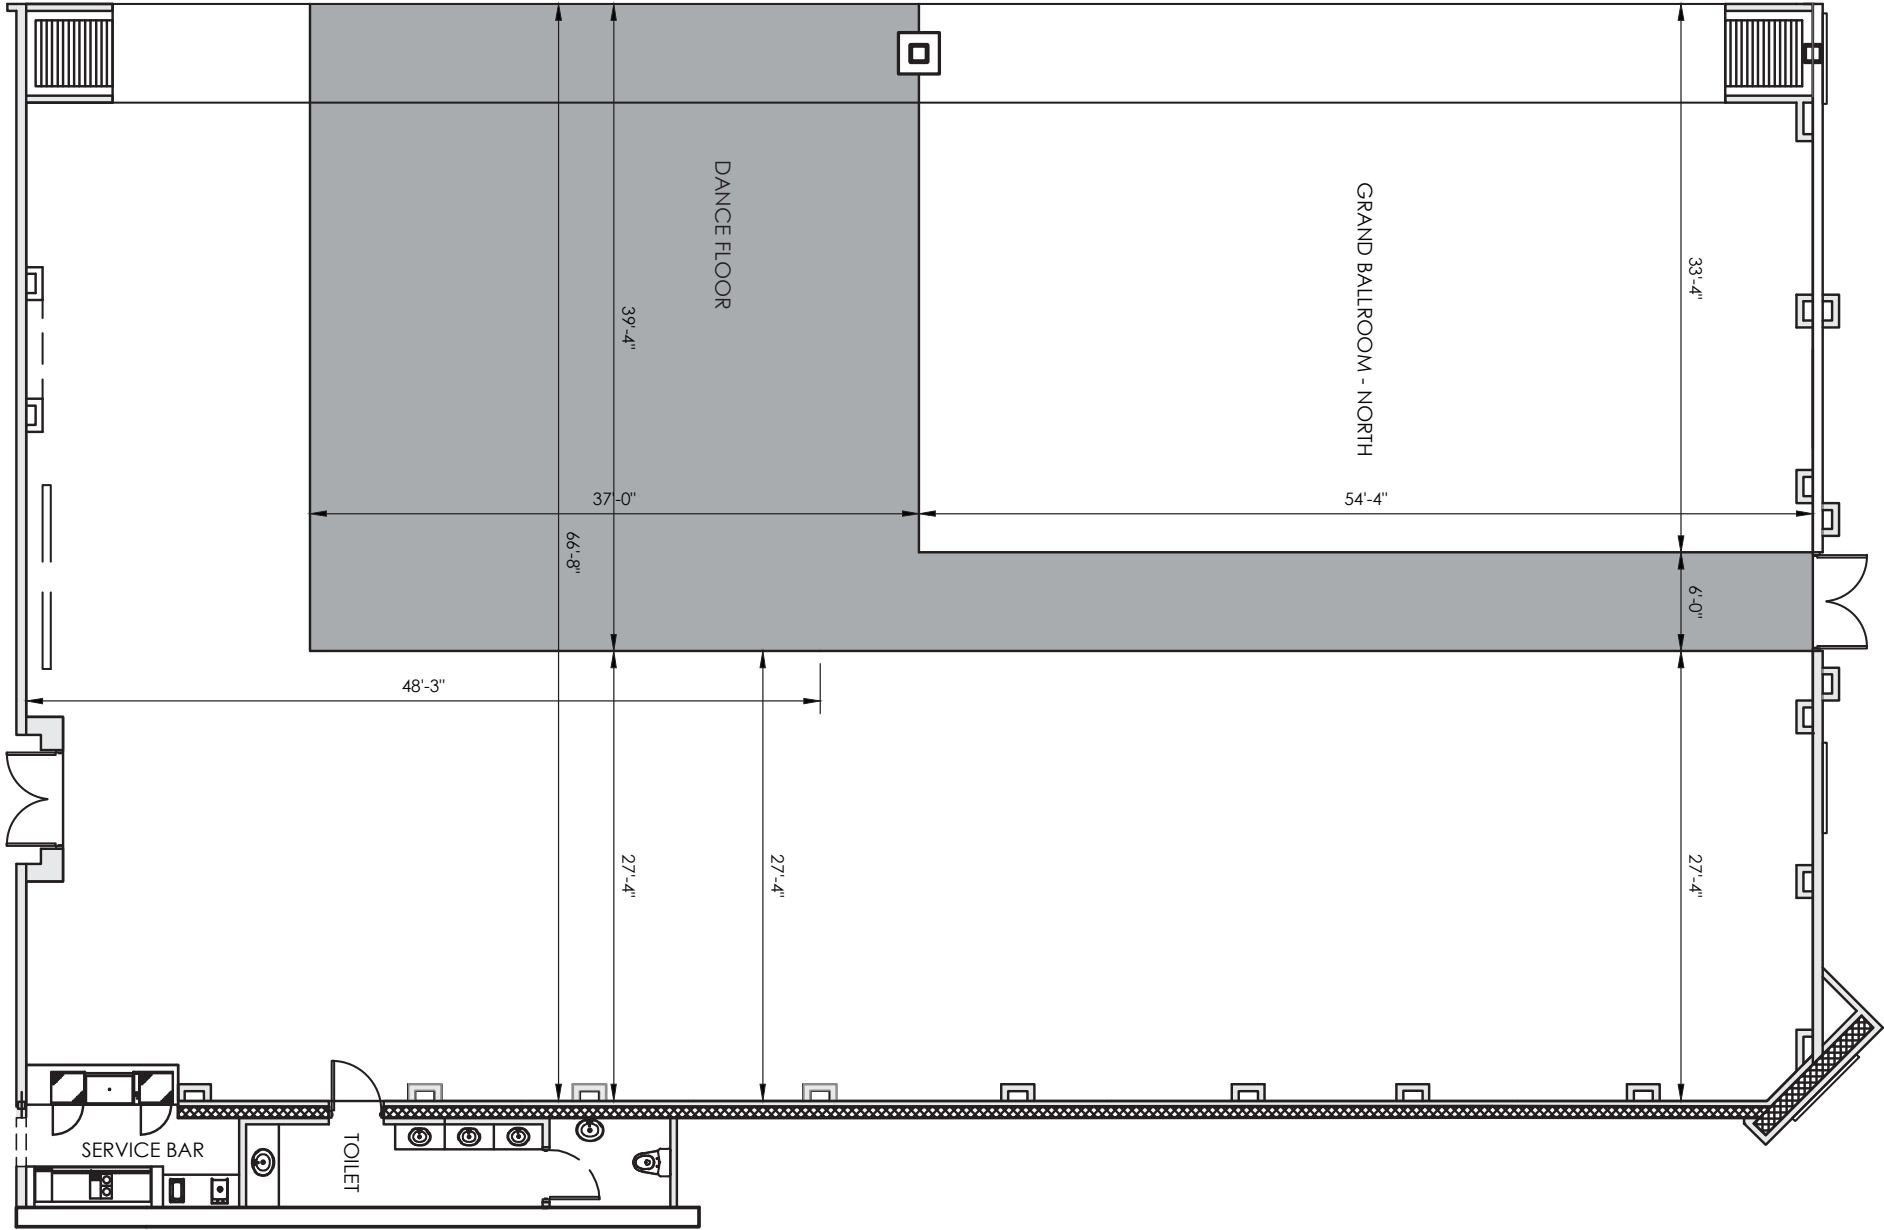 DANCE FLOOR
GRAND BALLROOM - NORTH
33'-4"
39'-4"
37'-0"
54'-4"
66'-8"
6'-0"
48'-3"
27'-4"
27'-4"
27'-4"
SERVICE BAR
TOILET